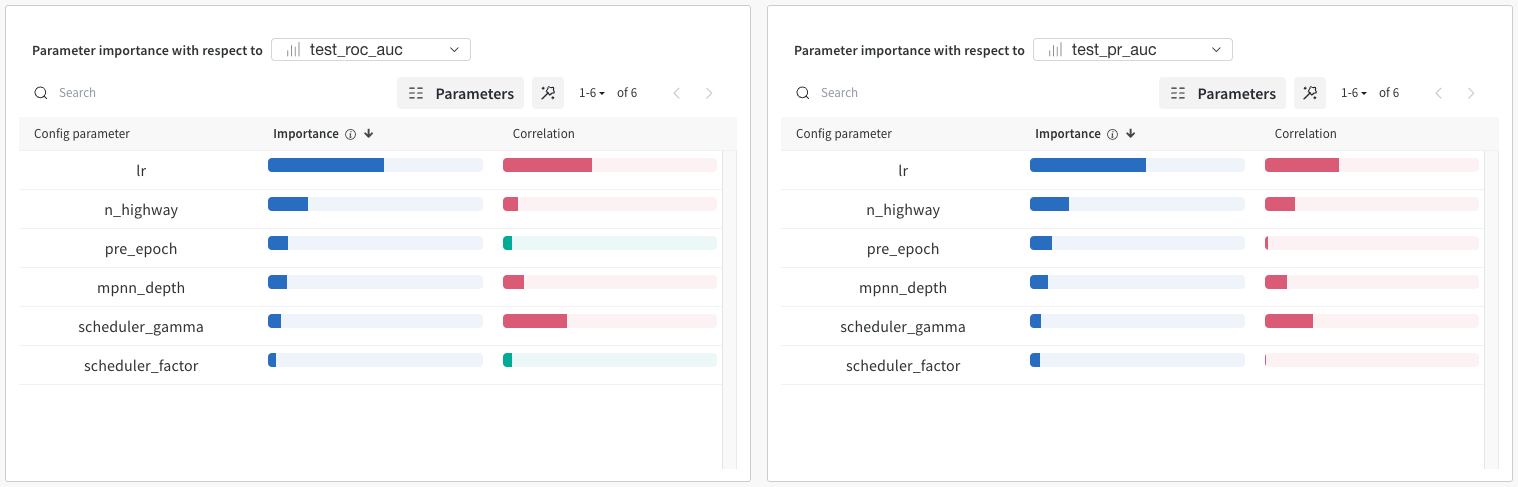 Parameter importance with respect to test_roc_auc
Search Parameters 1-6 of 6
Config parameter Importance Correlation
lr
n_highway
pre_epoch
mpnn_depth
scheduler_gamma
scheduler_factor
Parameter importance with respect to test_pr_auc
Search Parameters 1-6 of 6
Config parameter Importance Correlation
lr
n_highway
pre_epoch
mpnn_depth
scheduler_gamma
scheduler_factor